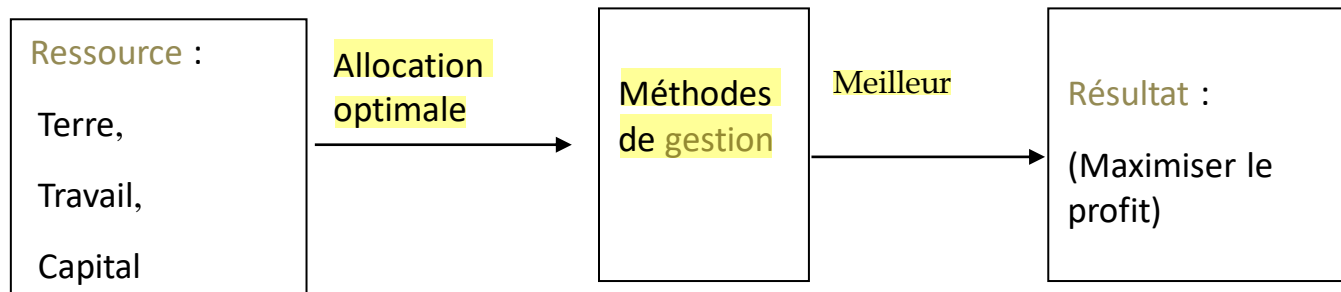 Ressource :
Terre,
Travail,
Capital
Allocation
optimale
Méthodes
de gestion
Meilleur
Résultat :
(Maximiser le
profit)